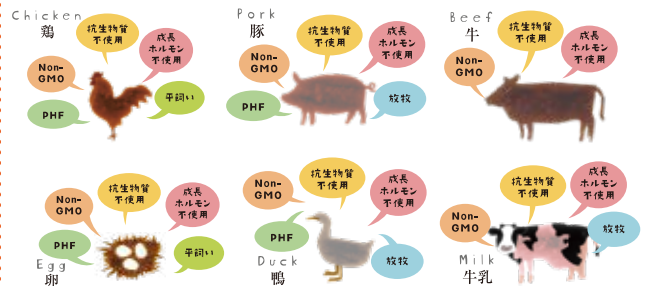 Chicken
鶏
抗生物質
不使用
成長
ホルモン
不使用
Non-
GMO
PHF
平飼い
Pork
豚
抗生物質
不使用
成長
ホルモン
不使用
Non-
GMO
PHF
放牧
Beef
牛
抗生物質
不使用
成長
ホルモン
不使用
Non-
GMO
Egg
卵
抗生物質
不使用
成長
ホルモン
不使用
Non-
GMO
PHF
平飼い
Duck
鴨
抗生物質
不使用
成長
ホルモン
不使用
Non-
GMO
PHF
放牧
Milk
牛乳
抗生物質
不使用
成長
ホルモン
不使用
Non-
GMO
放牧